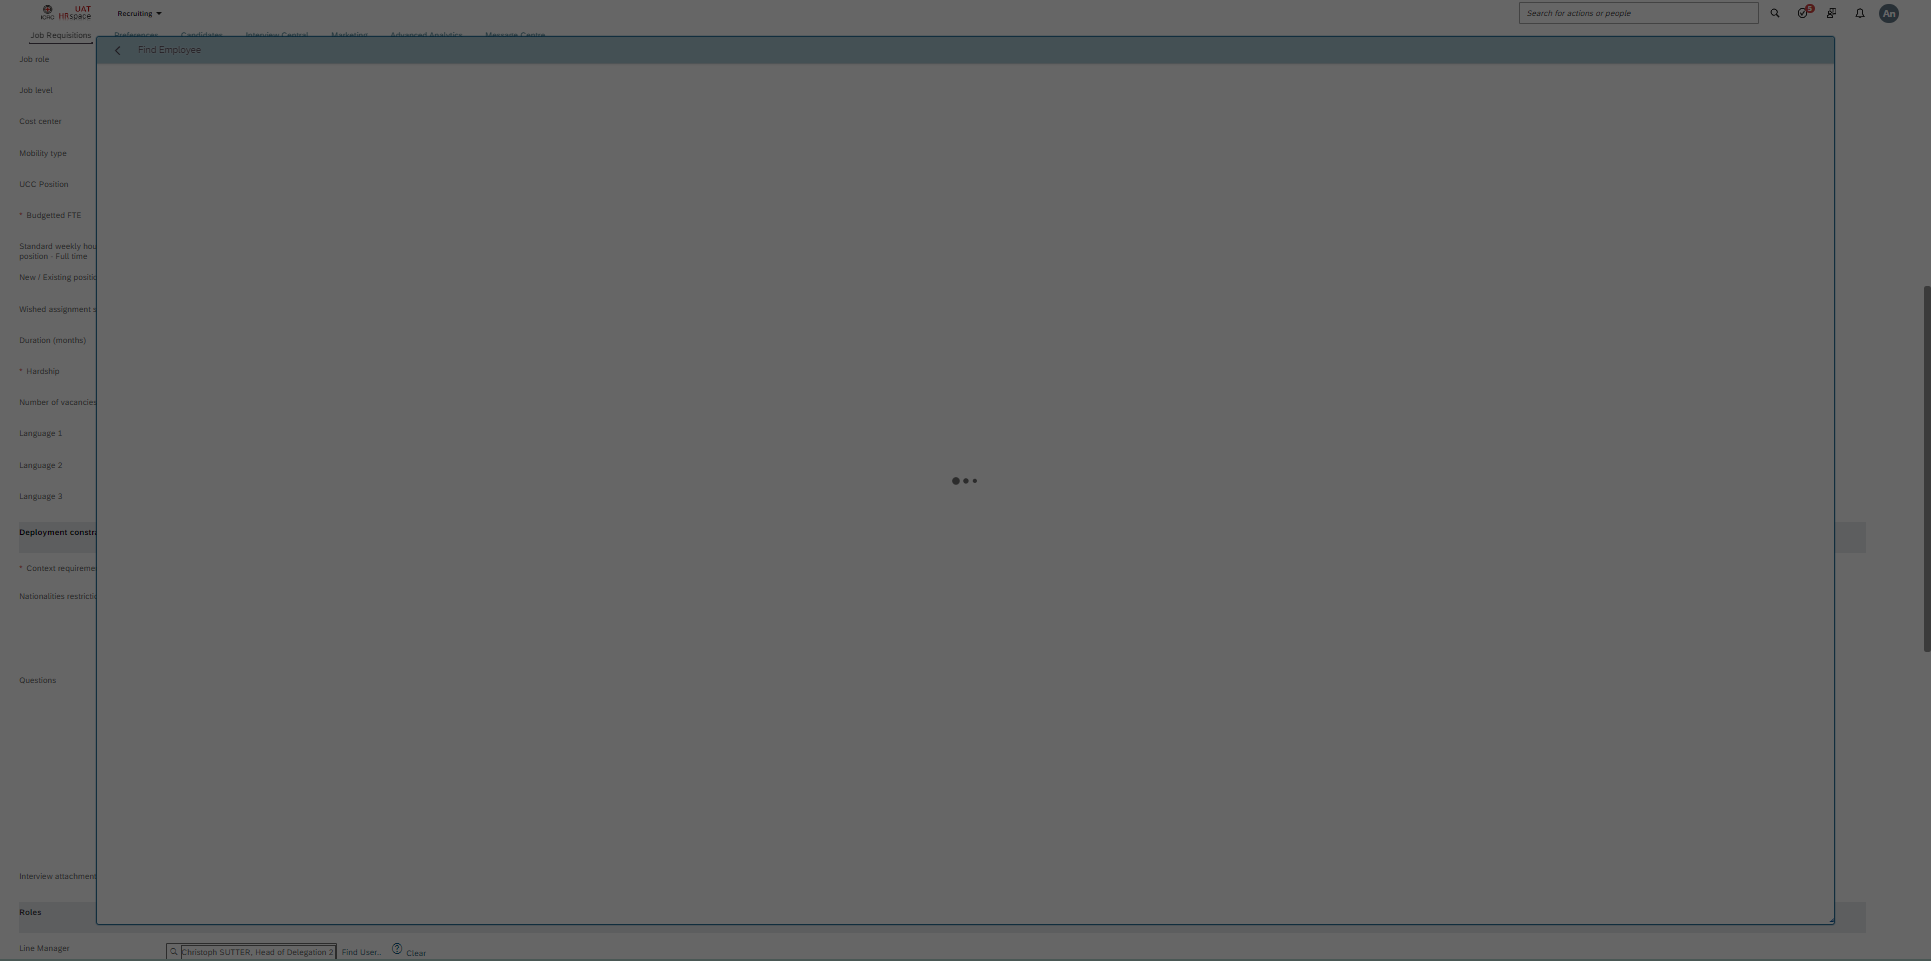 UAT
ICRC HRspace
Recruiting
Search for actions or people
5
An
Job Requisitions
Preferences
Candidates
Interview Central
Marketing
Advanced Analytics
Message Centre
Find Employee
Job role
Job level
Cost center
Mobility type
UCC Position
* Budgetted FTE
Standard weekly hou
position - Full time
New / Existing positic
Wished assignment s
Duration (months)
* Hardship
Number of vacancies
Language 1
Language 2
Language 3
Deployment constra
* Context requireme
Nationalities restrictic
Questions
Interview attachment
Roles
Line Manager
Christoph SUTTER, Head of Delegation 2
Find User..
?
Clear